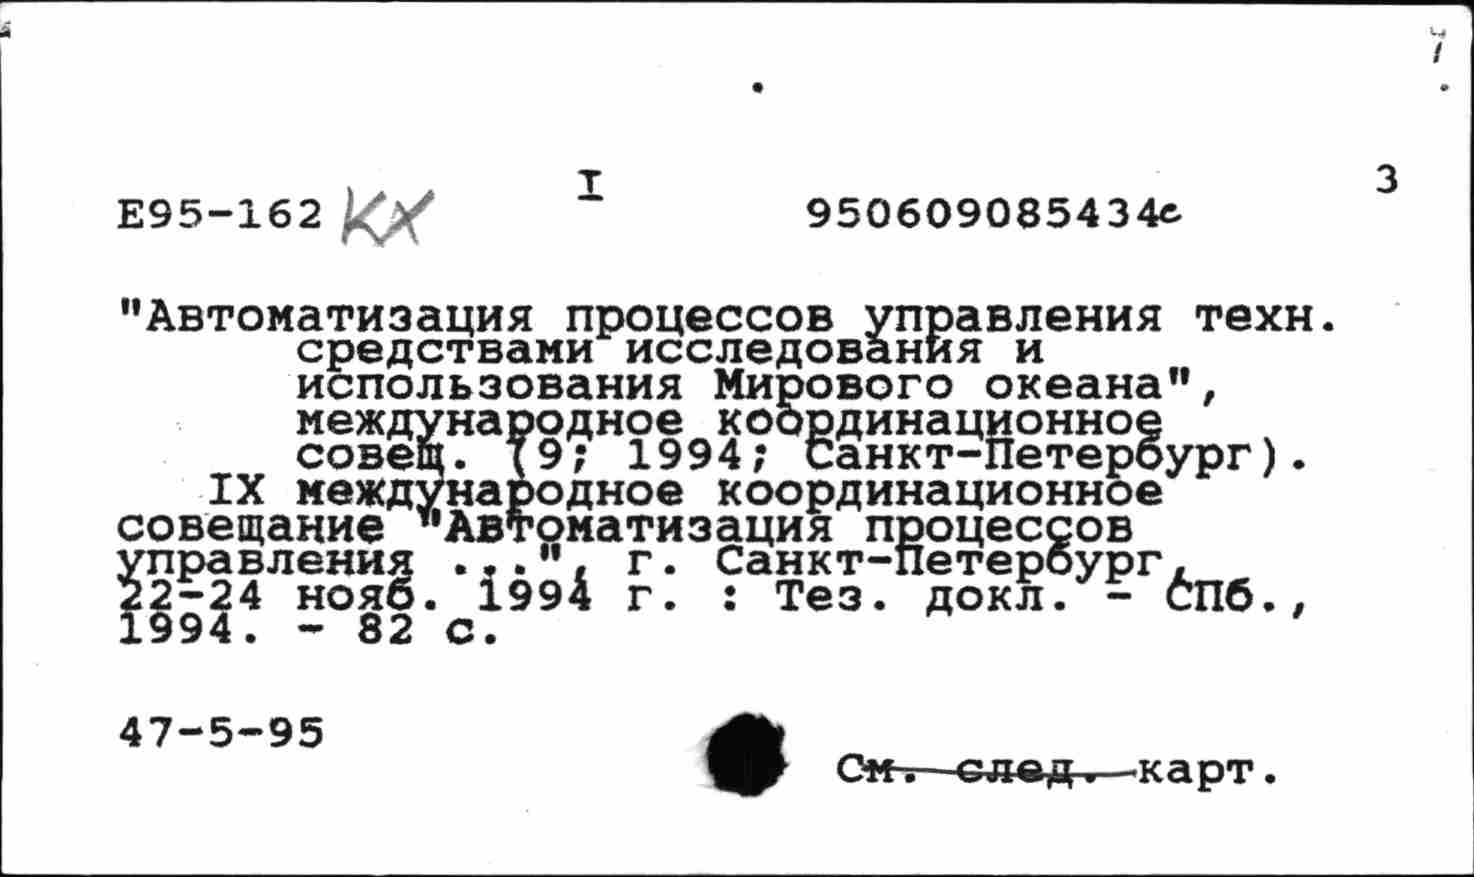 3
Е95-162 КХ I 950609085434с
"Автоматизация процессов управления техн.
средствами исследования и
использования Мирового океана",
международное координационное
совещ. (9; 1994; Санкт-Петербург).
IX международное координационное
совещание "Автоматизация процессов
управления ...", г. Санкт-Петербург,
22-24 нояб. 1994 г. : Тез. докл. - СПб.,
1994. - 82 с.
47-5-95
См. след. карт.